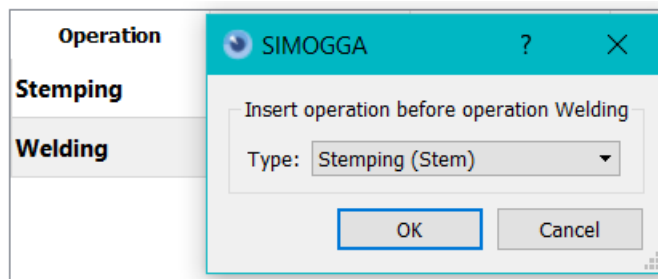 Operation
Stemping
Welding
SIMOGGA ?
Insert operation before operation Welding
Type: Stemping (Stem)
OK Cancel